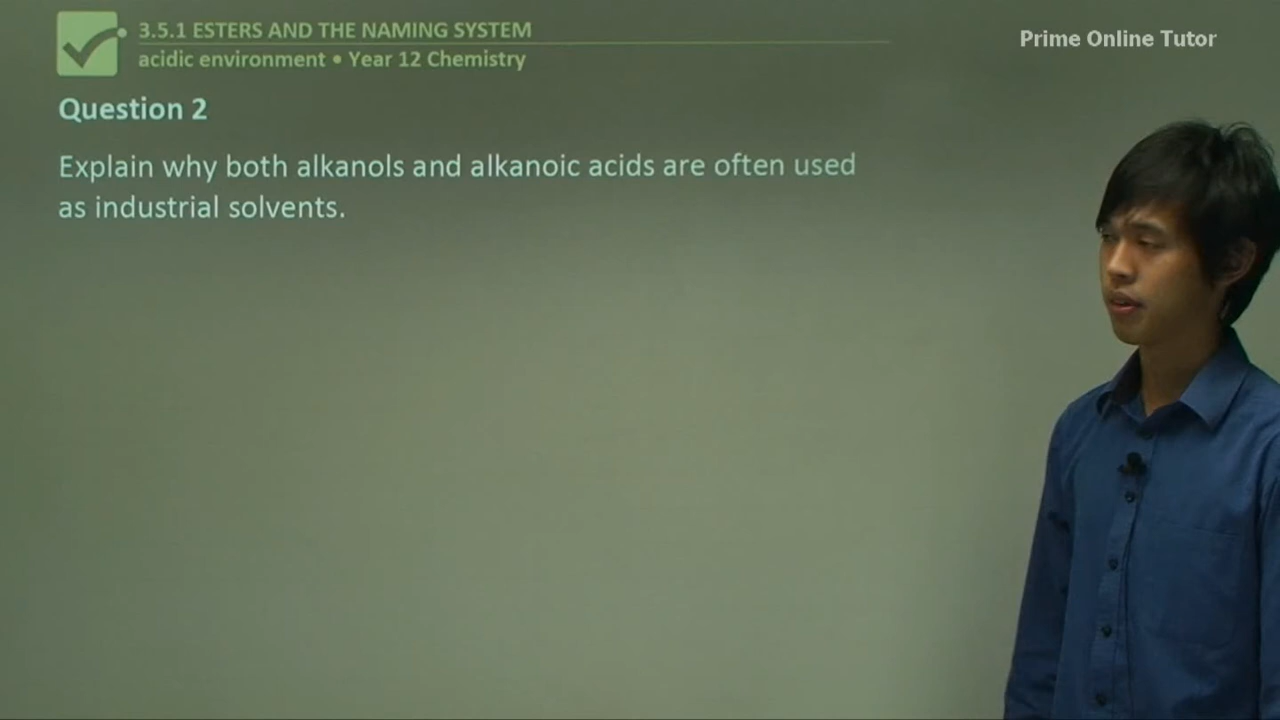 3.5.1 ESTERS AND THE NAMING SYSTEM
acidic environment • Year 12 Chemistry
Prime Online Tutor
Question 2
Explain why both alkanols and alkanoic acids are often used
as industrial solvents.